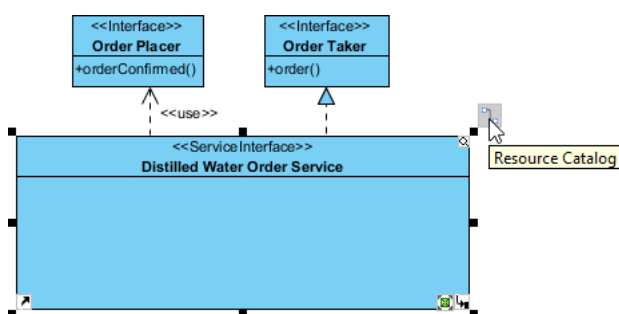 <<Interface>>
Order Placer
+orderConfirmed()
<<Interface>>
Order Taker
+order()
<<use>>
<<ServiceInterface>>
Distilled Water Order Service
Resource Catalog